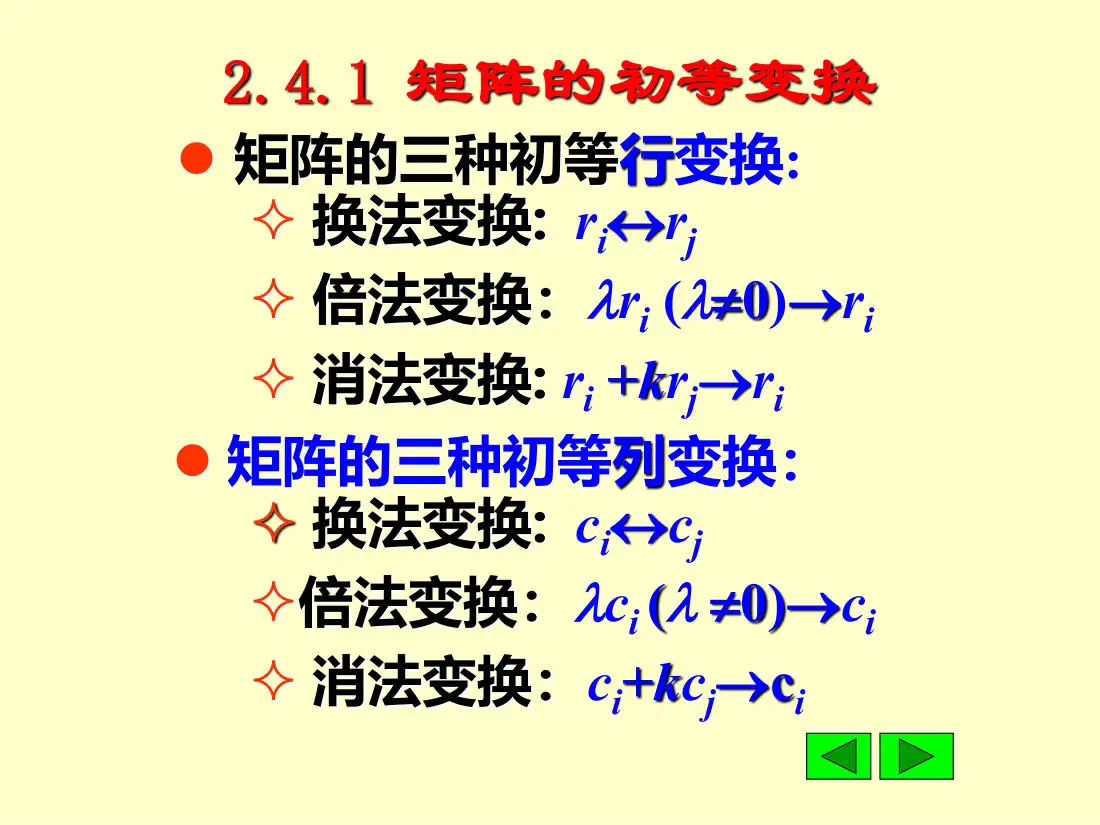 2.4.1 矩阵的初等变换
矩阵的三种初等行变换:
换法变换: rᵢ↔rⱼ
倍法变换：λrᵢ (λ≠0)→rᵢ
消法变换: rᵢ +krⱼ→rᵢ
矩阵的三种初等列变换：
换法变换: cᵢ↔cⱼ
倍法变换：λcᵢ (λ ≠0)→cᵢ
消法变换：cᵢ+kcⱼ→cᵢ